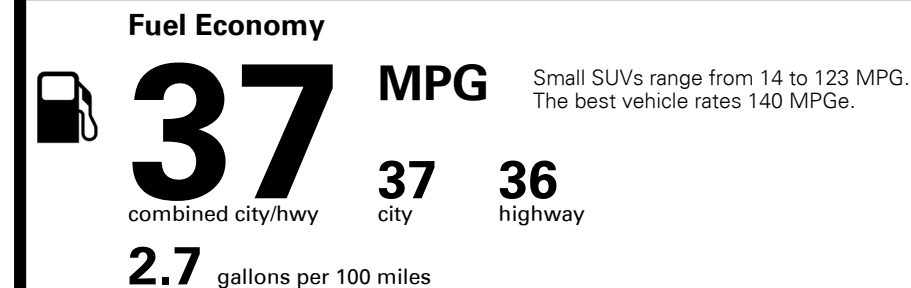 Fuel Economy
37 MPG
Small SUVs range from 14 to 123 MPG.
The best vehicle rates 140 MPGe.
combined city/hwy
37 city
36 highway
2.7 gallons per 100 miles